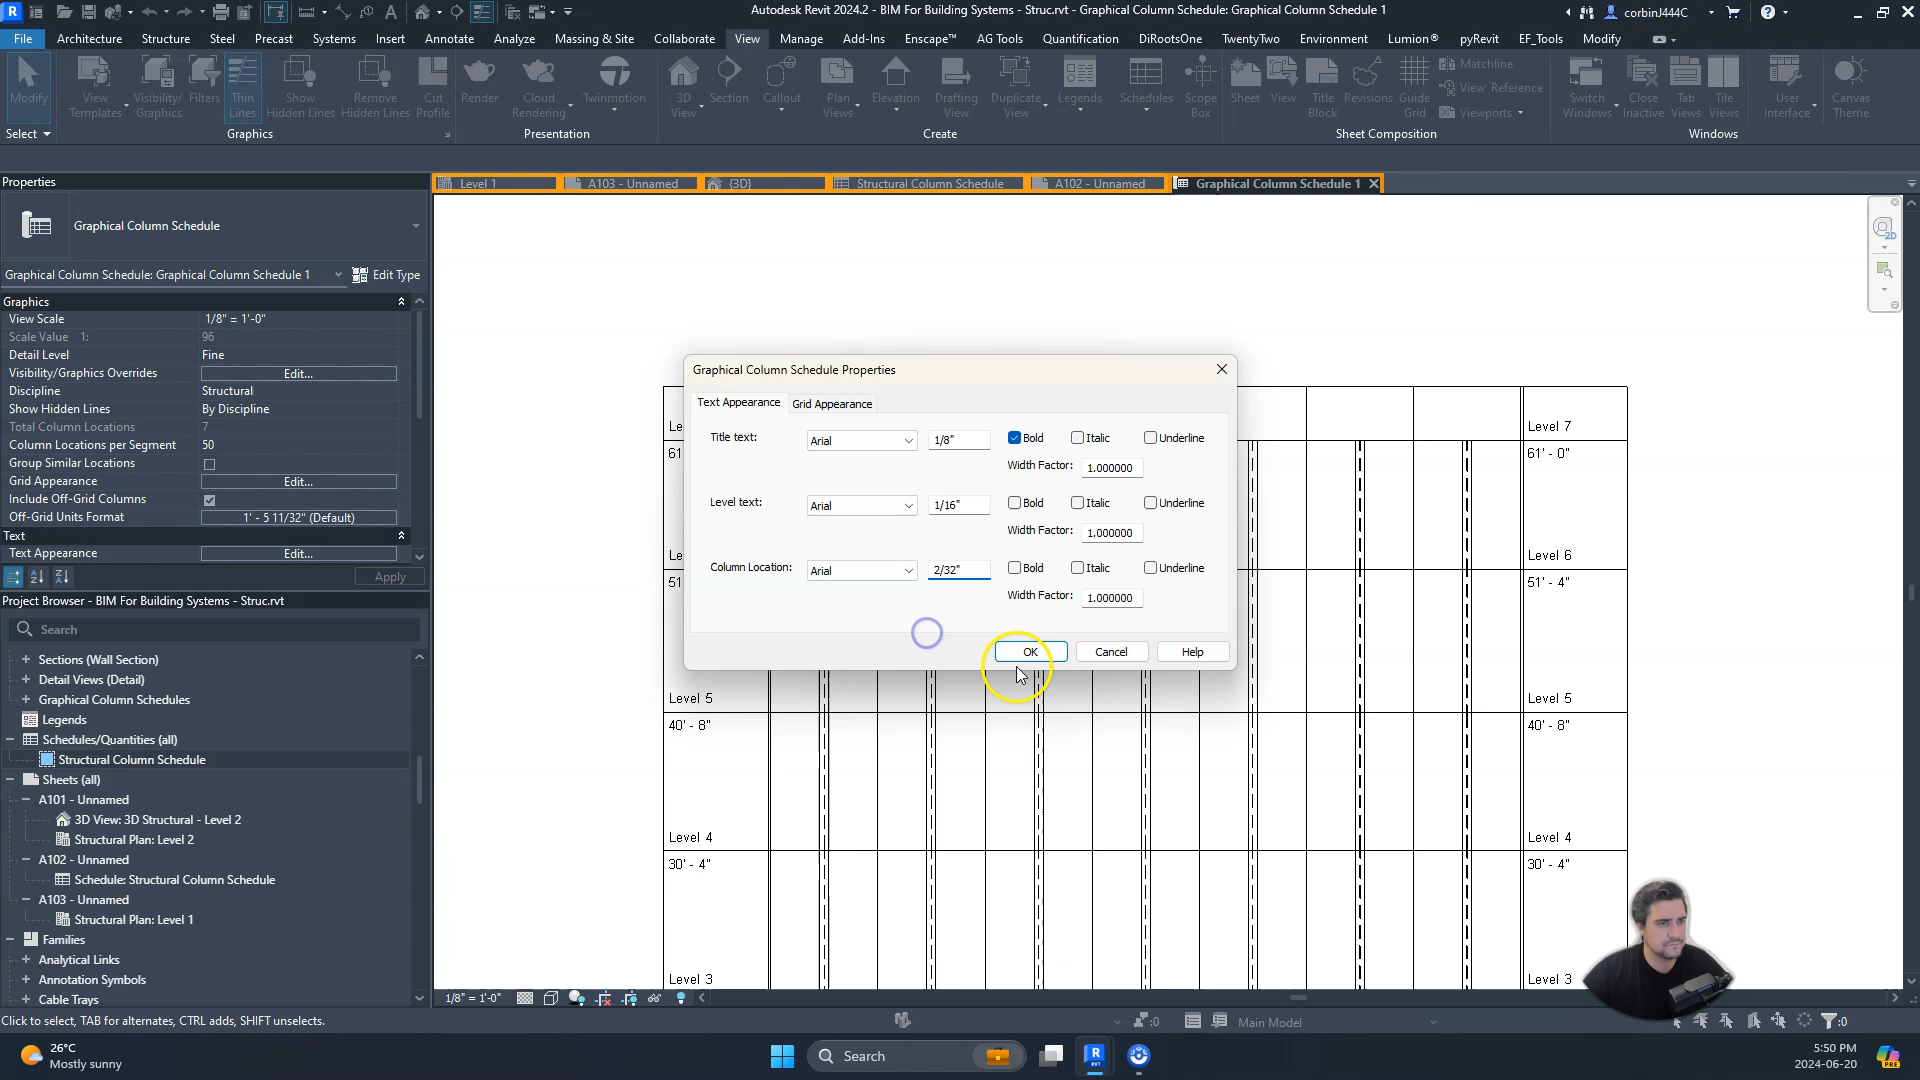 Autodesk Revit 2024.2 - BIM For Building Systems - Struc.rvt - Graphical Column Schedule: Graphical Column Schedule 1
corbinJ444C
File Architecture Structure Steel Precast Systems Insert Annotate Analyze Massing & Site Collaborate View Manage Add-Ins Enscape™ AG Tools Quantification DiRootsOne TwentyTwo Environment Lumion® pyRevit EF_Tools Modify
Modify
View Templates
Visibility/ Graphics
Filters
Thin Lines
Show Hidden Lines
Remove Hidden Lines
Cut Profile
Render
Cloud Rendering
Twinmotion
3D View
Section
Callout
Plan Views
Elevation
Drafting View
Duplicate View
Legends
Schedules
Scope Box
Sheet
View
Title Block
Revisions
Guide Grid
Matchline
View Reference
Viewports
Switch Windows
Close Inactive
Tab Views
Tile Views
User Interface
Canvas Theme
Select Graphics Presentation Create Sheet Composition Windows
Level 1 A103 - Unnamed {3D} Structural Column Schedule A102 - Unnamed Graphical Column Schedule 1
Properties
Graphical Column Schedule
Graphical Column Schedule: Graphical Column Schedule 1 Edit Type
Graphics
View Scale 1/8" = 1'-0"
Scale Value 1: 96
Detail Level Fine
Visibility/Graphics Overrides Edit...
Discipline Structural
Show Hidden Lines By Discipline
Total Column Locations 7
Column Locations per Segment 50
Group Similar Locations
Grid Appearance Edit...
Include Off-Grid Columns
Off-Grid Units Format 1' - 5 11/32" (Default)
Text
Text Appearance Edit...
Apply
Project Browser - BIM For Building Systems - Struc.rvt
Search
Sections (Wall Section)
Detail Views (Detail)
Graphical Column Schedules
Legends
Schedules/Quantities (all)
Structural Column Schedule
Sheets (all)
A101 - Unnamed
3D View: 3D Structural - Level 2
Structural Plan: Level 2
A102 - Unnamed
Schedule: Structural Column Schedule
A103 - Unnamed
Structural Plan: Level 1
Families
Analytical Links
Annotation Symbols
Cable Trays
Graphical Column Schedule Properties
Text Appearance Grid Appearance
Title text: Arial 1/8" Bold Italic Underline
Width Factor: 1.000000
Level text: Arial 1/16" Bold Italic Underline
Width Factor: 1.000000
Column Location: Arial 2/32" Bold Italic Underline
Width Factor: 1.000000
OK Cancel Help
Le Level 7
61' 61' - 0"
Le Level 6
51' 51' - 4"
Level 5 Level 5
40' - 8" 40' - 8"
Level 4 Level 4
30' - 4" 30' - 4"
Level 3 Level 3
2D
1/8" = 1'-0"
Click to select, TAB for alternates, CTRL adds, SHIFT unselects. :0 Main Model :0
26°C
Mostly sunny
Search
5:50 PM
2024-06-20